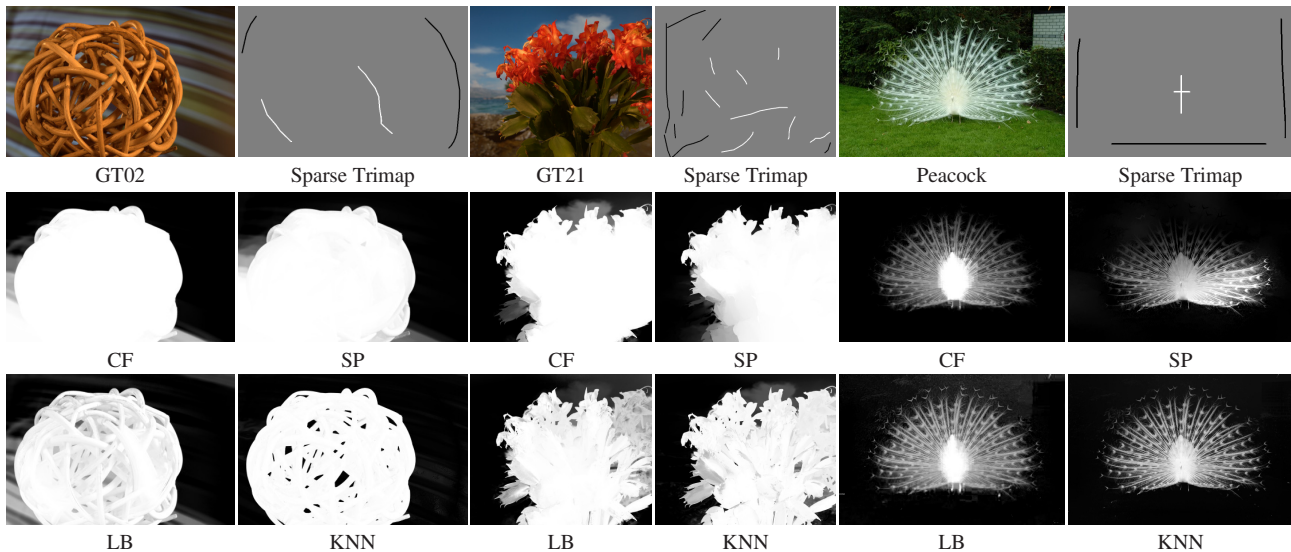 GT02 Sparse Trimap GT21 Sparse Trimap Peacock Sparse Trimap
CF SP CF SP CF SP
LB KNN LB KNN LB KNN